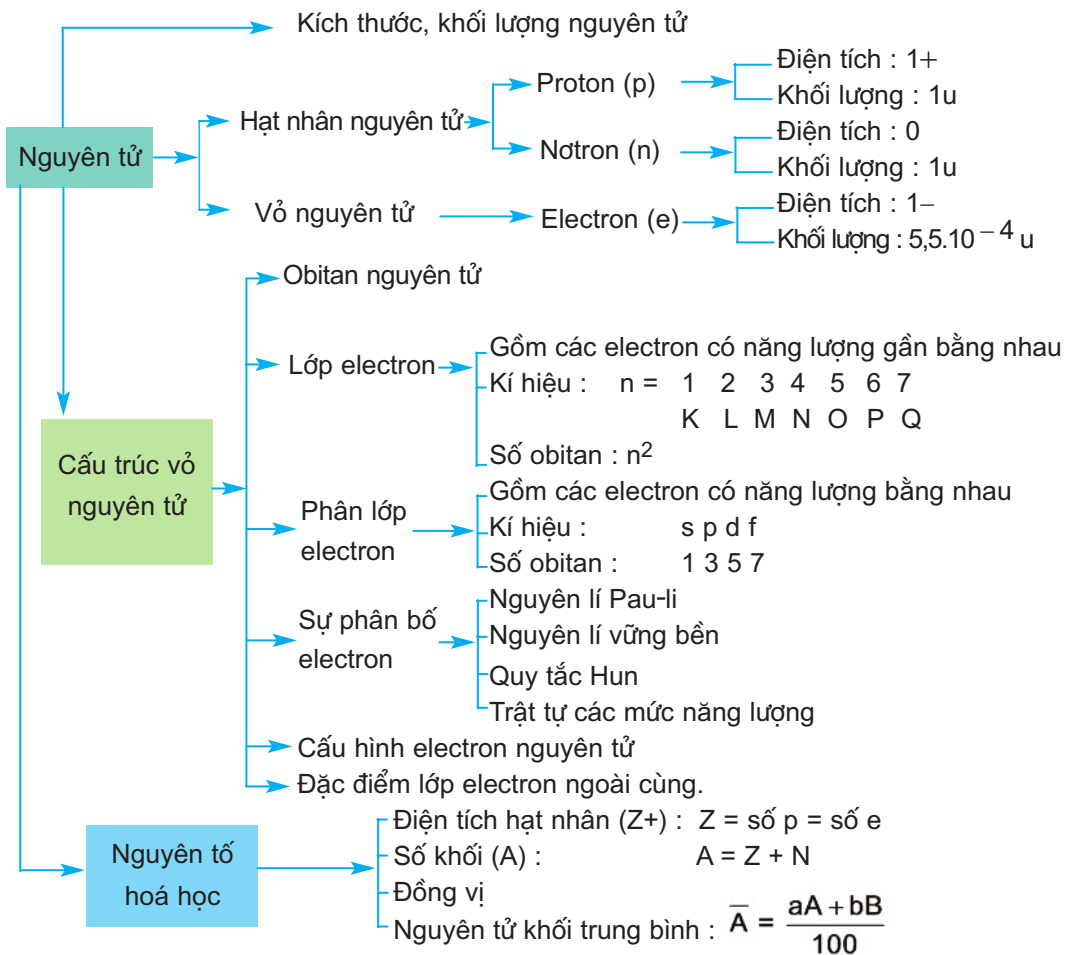 Kích thước, khối lượng nguyên tử
Nguyên tử
Hạt nhân nguyên tử
Proton (p)
Điện tích : 1+
Khối lượng : 1u
Nơtron (n)
Điện tích : 0
Khối lượng : 1u
Vỏ nguyên tử
Electron (e)
Điện tích : 1–
Khối lượng : 5,5.10⁻⁴ u
Cấu trúc vỏ
nguyên tử
Obitan nguyên tử
Lớp electron
Gồm các electron có năng lượng gần bằng nhau
Kí hiệu : n = 1 2 3 4 5 6 7
K L M N O P Q
Số obitan : n²
Phân lớp
electron
Gồm các electron có năng lượng bằng nhau
Kí hiệu : s p d f
Số obitan : 1 3 5 7
Sự phân bố
electron
Nguyên lí Pau-li
Nguyên lí vững bền
Quy tắc Hun
Trật tự các mức năng lượng
Cấu hình electron nguyên tử
Đặc điểm lớp electron ngoài cùng.
Nguyên tố
hoá học
Điện tích hạt nhân (Z+) : Z = số p = số e
Số khối (A) : A = Z + N
Đồng vị
Nguyên tử khối trung bình : A̅ = (aA + bB)/100